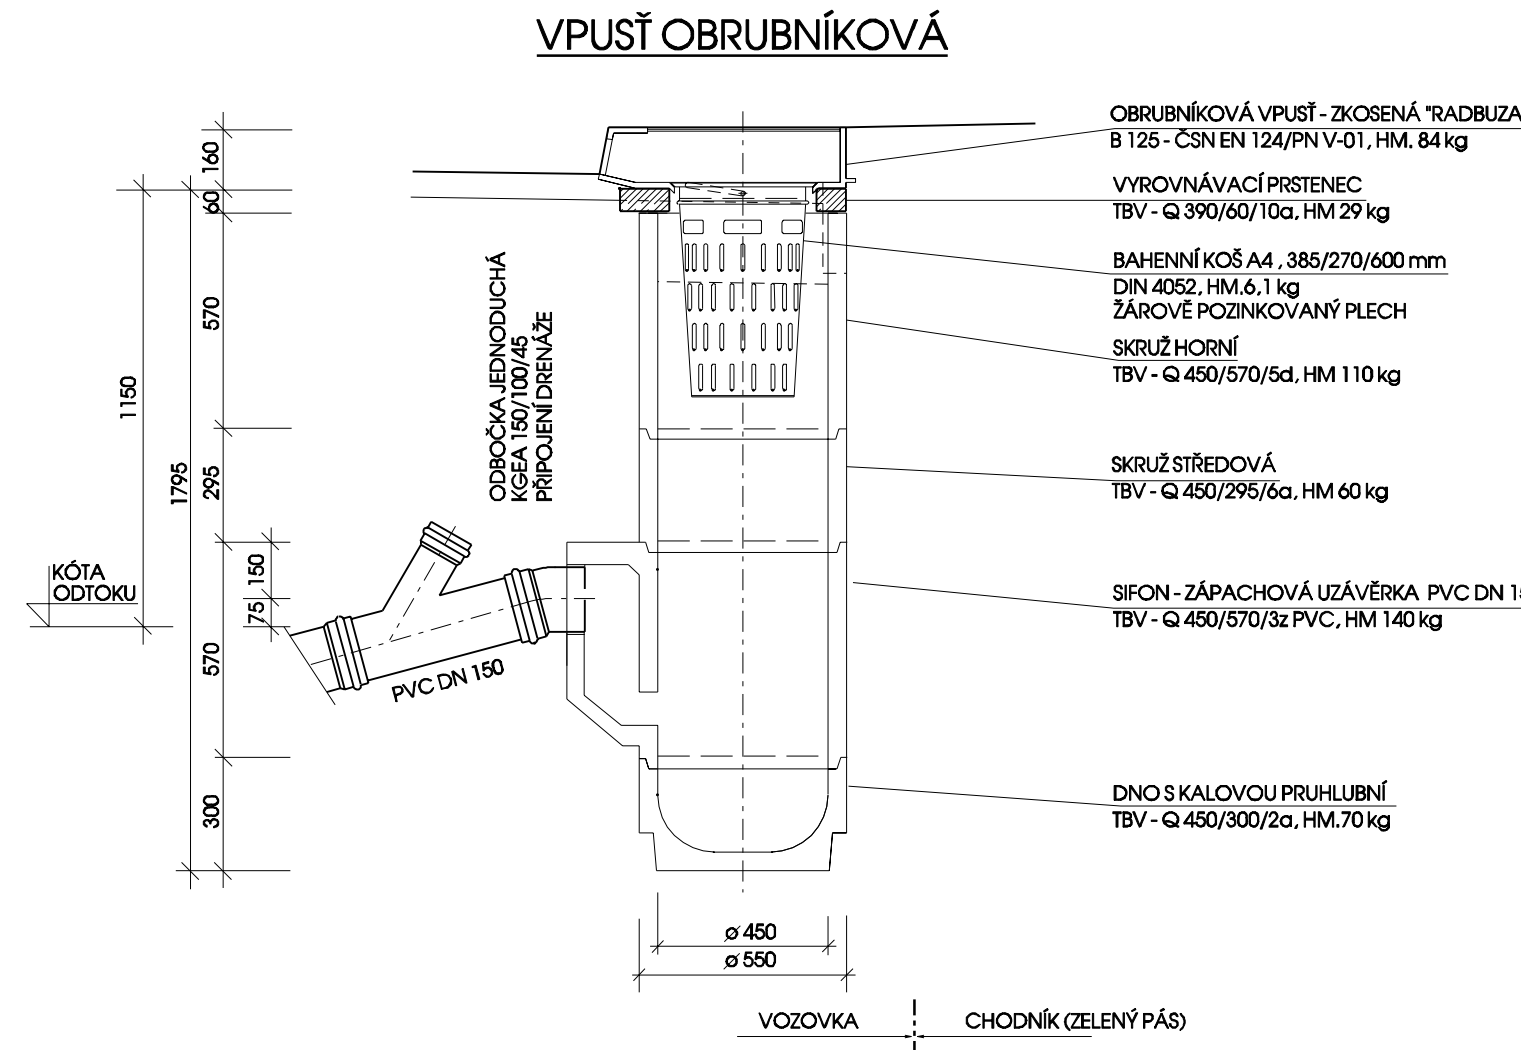 VPUSŤ OBRUBNÍKOVÁ
OBRUBNÍKOVÁ VPUSŤ - ZKOSENÁ "RADBUZA
B 125 - ČSN EN 124/PN V-01, HM. 84 kg
VYROVNÁVACÍ PRSTENEC
TBV - Q 390/60/10a, HM 29 kg
BAHENNÍ KOŠ A4 , 385/270/600 mm
DIN 4052, HM.6,1 kg
ŽÁROVĚ POZINKOVANÝ PLECH
SKRUŽ HORNÍ
TBV - Q 450/570/5d, HM 110 kg
SKRUŽ STŘEDOVÁ
TBV - Q 450/295/6a, HM 60 kg
SIFON - ZÁPACHOVÁ UZÁVĚRKA PVC DN 15
TBV - Q 450/570/3z PVC, HM 140 kg
DNO S KALOVOU PRUHLUBNÍ
TBV - Q 450/300/2a, HM.70 kg
160
60
570
295
570
300
1150
1795
150
75
KÓTA
ODTOKU
ODBOČKA JEDNODUCHÁ
KGEA 150/100/45
PŘIPOJENÍ DRENÁŽE
PVC DN 150
ø 450
ø 550
VOZOVKA
CHODNÍK (ZELENÝ PÁS)